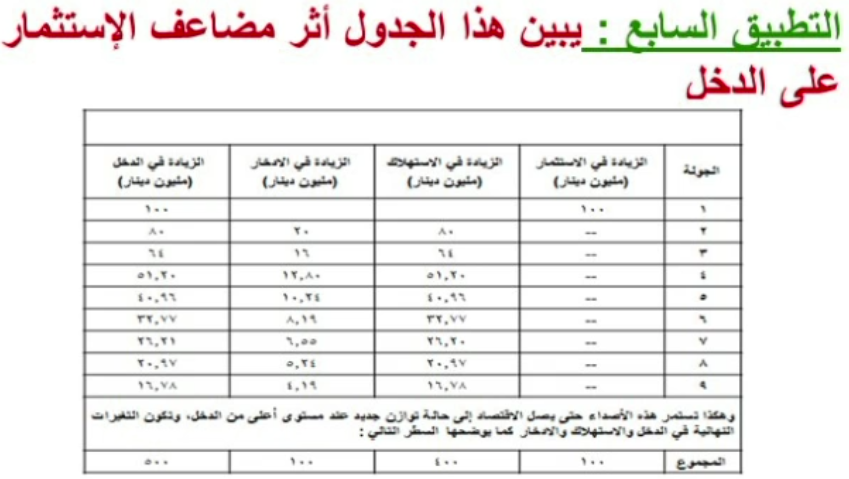 التطبيق السابع : يبين هذا الجدول أثر مضاعف الإستثمار
على الدخل
الجولة الزيادة في الاستثمار (مليون دينار) الزيادة في الاستهلاك (مليون دينار) الزيادة في الادخار (مليون دينار) الزيادة في الدخل (مليون دينار)
١ ١٠٠ ١٠٠
٢ -- ٨٠ ٢٠ ٨٠
٣ -- ٦٤ ١٦ ٦٤
٤ -- ٥١,٢٠ ١٢,٨٠ ٥١,٢٠
٥ -- ٤٠,٩٦ ١٠,٢٤ ٤٠,٩٦
٦ -- ٣٢,٧٧ ٨,١٩ ٣٢,٧٧
٧ -- ٢٦,٢٠ ٦,٥٥ ٢٦,٢١
٨ -- ٢٠,٩٧ ٥,٢٤ ٢٠,٩٧
٩ -- ١٦,٧٨ ٤,١٩ ١٦,٧٨
وهكذا تستمر هذه الأصداء حتى يصل الاقتصاد إلى حالة توازن جديد عند مستوى أعلى من الدخل، وتكون التغيرات
النهائية في الدخل والاستهلاك والادخار كما يوضحها السطر التالي :
المجموع ١٠٠ ٤٠٠ ١٠٠ ٥٠٠